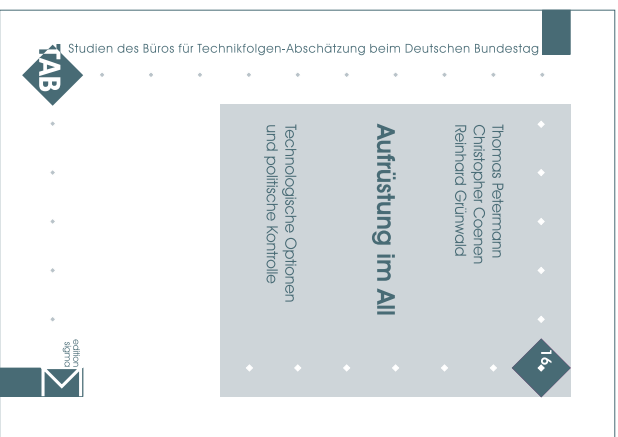 Studien des Büros für Technikfolgen-Abschätzung beim Deutschen Bundestag
TAB
Thomas Petermann
Christopher Coenen
Reinhard Grünwald
Aufrüstung im All
Technologische Optionen
und politische Kontrolle
16
edition
sigma